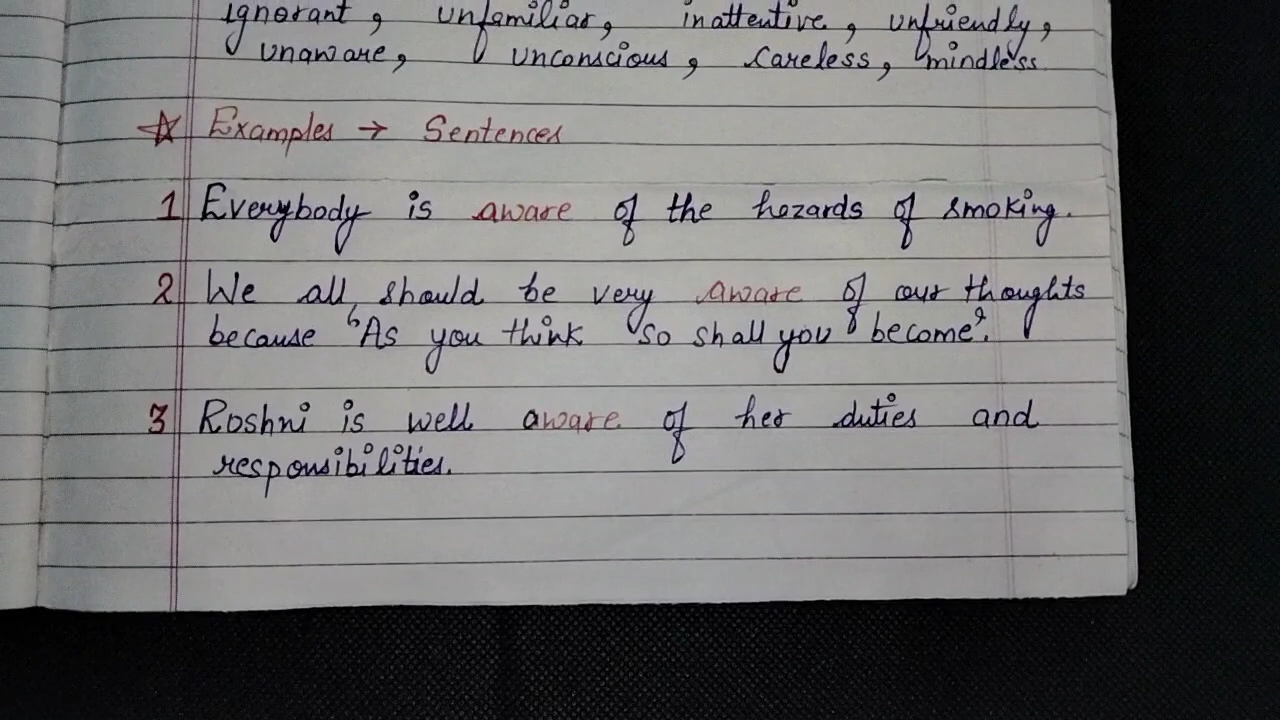 ignorant, unfamiliar, inattentive, unfriendly,
unaware, unconscious, careless, mindless
☆ Examples → Sentences
1 Everybody is aware of the hazards of smoking.
2 We all should be very aware of our thoughts
because 'As you think so shall you become'.
3 Roshni is well aware of her duties and
responsibilities.